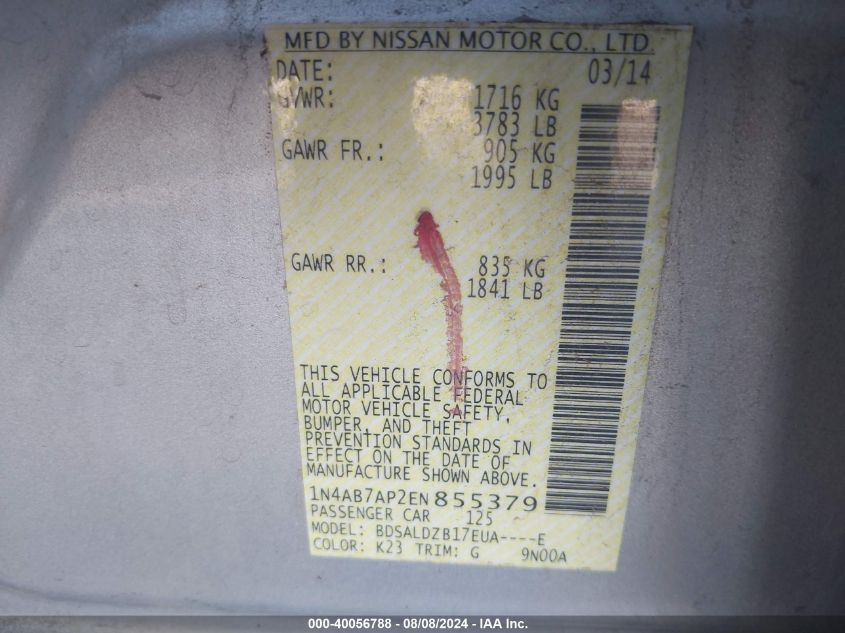 MFD BY NISSAN MOTOR CO., LTD.
DATE: 03/14
GVWR: 1716 KG
3783 LB
GAWR FR.: 905 KG
1995 LB
GAWR RR.: 835 KG
1841 LB
THIS VEHICLE CONFORMS TO
ALL APPLICABLE FEDERAL
MOTOR VEHICLE SAFETY,
BUMPER, AND THEFT
PREVENTION STANDARDS IN
EFFECT ON THE DATE OF
MANUFACTURE SHOWN ABOVE.
1N4AB7AP2EN855379
PASSENGER CAR 125
MODEL: BDSALDZB17EUA----E
COLOR: K23 TRIM: G 9N00A
000-40056788 - 08/08/2024 - IAA Inc.